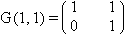 G(1,1) = ( 1 1
0 1 )